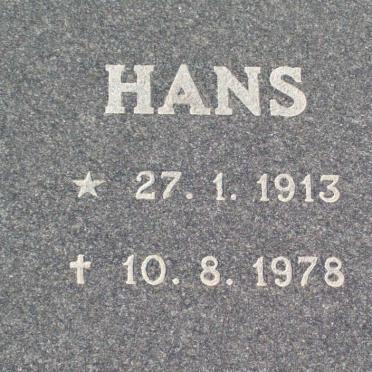 HANS
★ 27. 1. 1913
✝ 10. 8. 1978